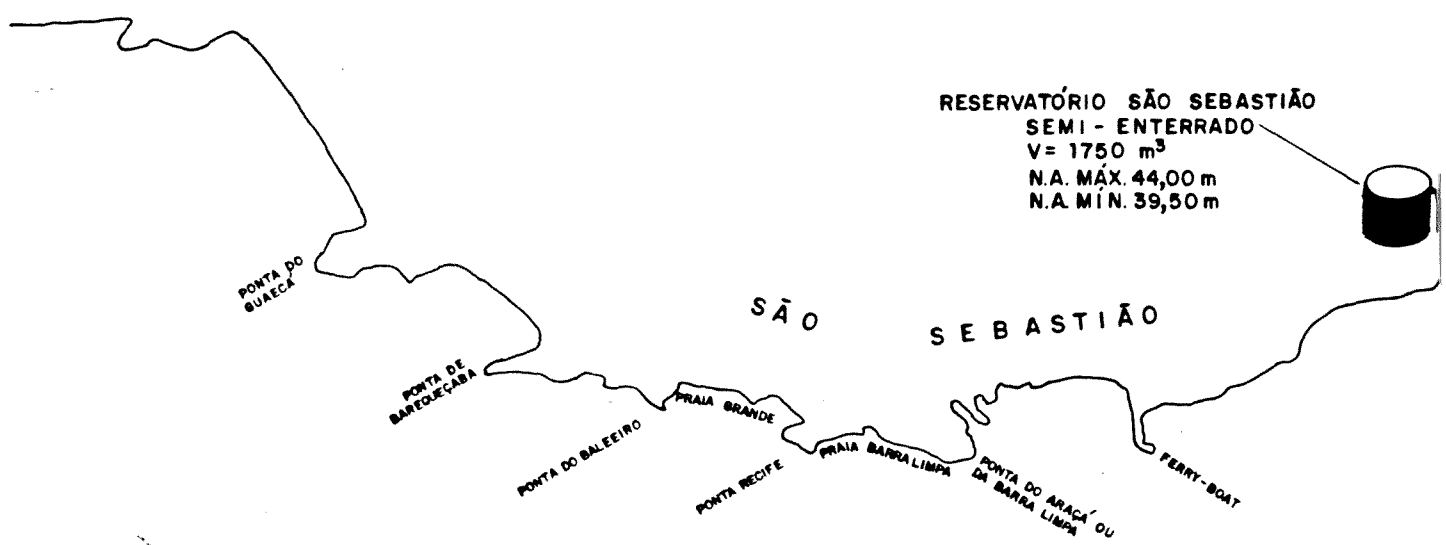 RESERVATÓRIO SÃO SEBASTIÃO
SEMI - ENTERRADO
V= 1750 m³
N.A. MÁX. 44,00 m
N.A. MÍN. 39,50 m
PONTA DO
GUAECÁ
SÃO SEBASTIÃO
PONTA DE
BAREQUEÇABA
PONTA DO BALEEIRO
PRAIA GRANDE
PONTA RECIFE
PRAIA BARRA LIMPA
PONTA DO ARAÇÁ OU
DA BARRA LIMPA
FERRY-BOAT